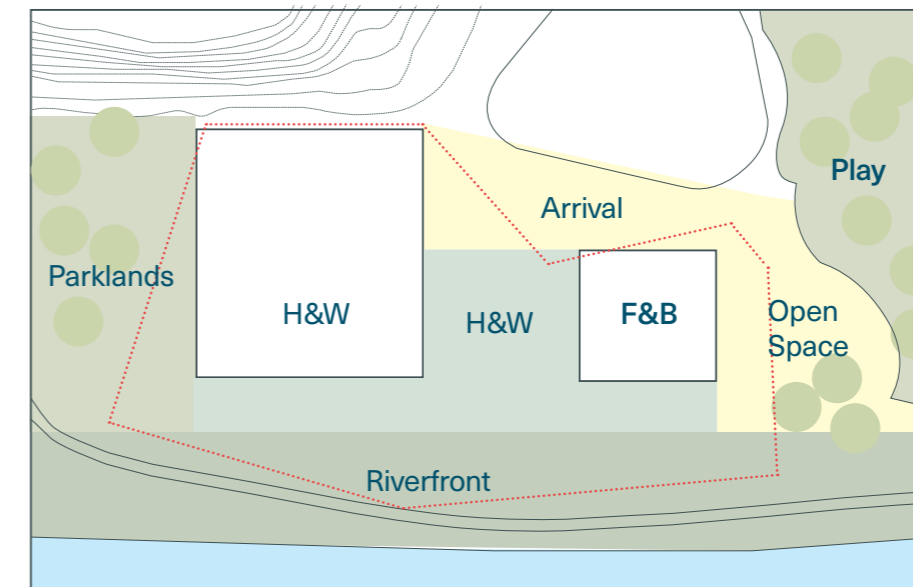 Play
Arrival
Parklands
H&W
H&W
F&B
Open
Space
Riverfront